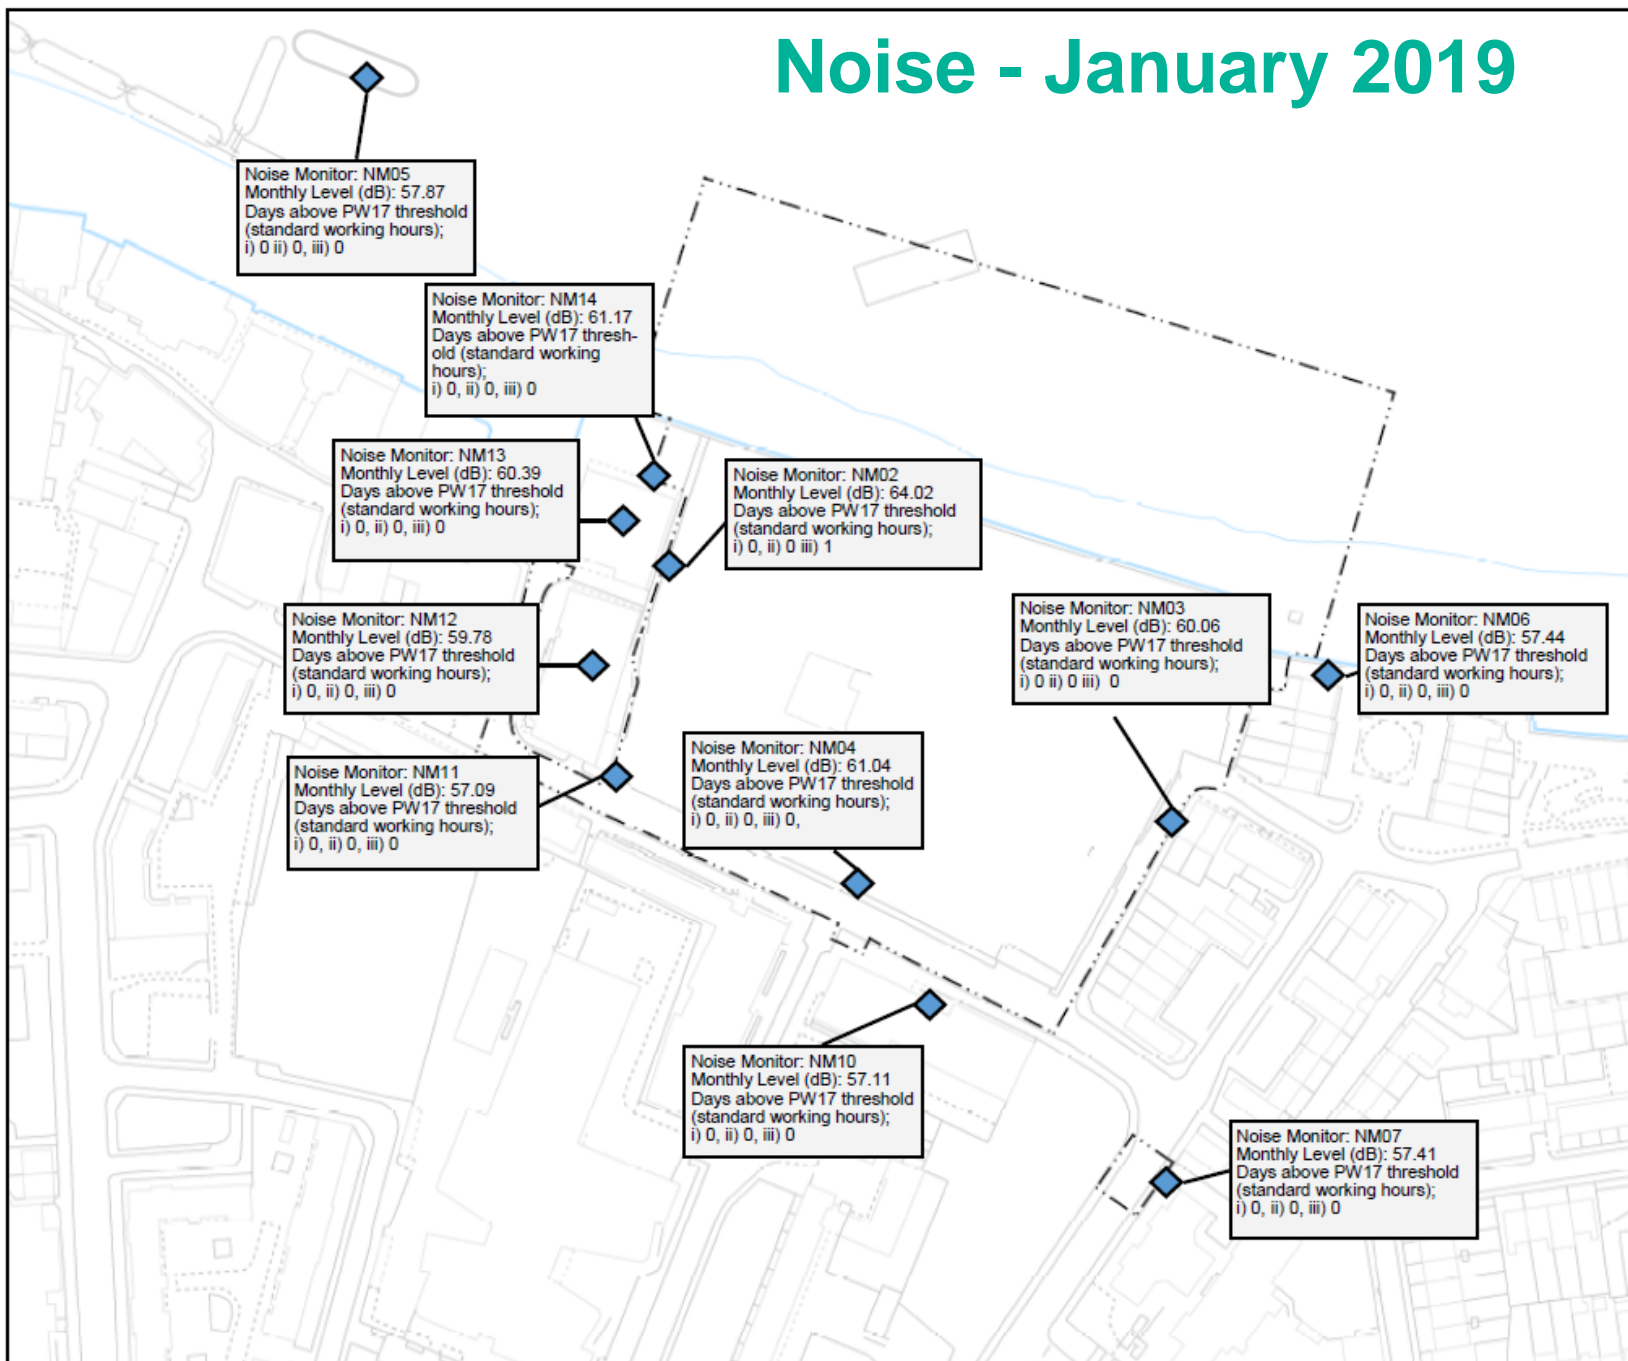 Noise - January 2019
Noise Monitor: NM05
Monthly Level (dB): 57.87
Days above PW17 threshold
(standard working hours);
i) 0 ii) 0, iii) 0
Noise Monitor: NM14
Monthly Level (dB): 61.17
Days above PW17 thresh-
old (standard working
hours);
i) 0, ii) 0, iii) 0
Noise Monitor: NM13
Monthly Level (dB): 60.39
Days above PW17 threshold
(standard working hours);
i) 0, ii) 0, iii) 0
Noise Monitor: NM02
Monthly Level (dB): 64.02
Days above PW17 threshold
(standard working hours);
i) 0, ii) 0 iii) 1
Noise Monitor: NM12
Monthly Level (dB): 59.78
Days above PW17 threshold
(standard working hours);
i) 0, ii) 0, iii) 0
Noise Monitor: NM03
Monthly Level (dB): 60.06
Days above PW17 threshold
(standard working hours);
i) 0 ii) 0 iii) 0
Noise Monitor: NM06
Monthly Level (dB): 57.44
Days above PW17 threshold
(standard working hours);
i) 0, ii) 0, iii) 0
Noise Monitor: NM11
Monthly Level (dB): 57.09
Days above PW17 threshold
(standard working hours);
i) 0, ii) 0, iii) 0
Noise Monitor: NM04
Monthly Level (dB): 61.04
Days above PW17 threshold
(standard working hours);
i) 0, ii) 0, iii) 0,
Noise Monitor: NM10
Monthly Level (dB): 57.11
Days above PW17 threshold
(standard working hours);
i) 0, ii) 0, iii) 0
Noise Monitor: NM07
Monthly Level (dB): 57.41
Days above PW17 threshold
(standard working hours);
i) 0, ii) 0, iii) 0